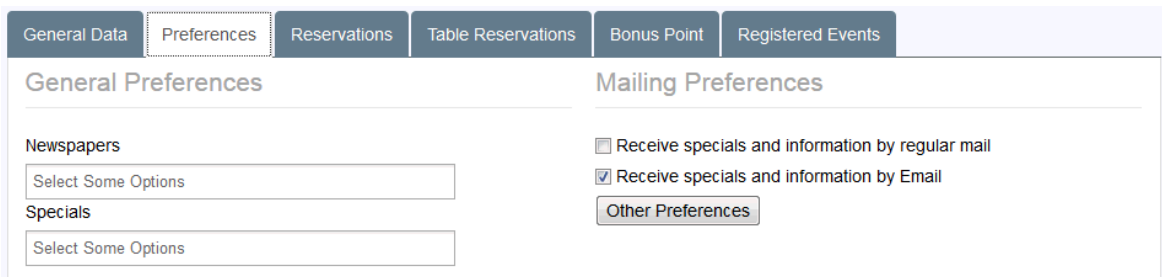 General Data Preferences Reservations Table Reservations Bonus Point Registered Events
General Preferences
Newspapers
Select Some Options
Specials
Select Some Options
Mailing Preferences
Receive specials and information by regular mail
Receive specials and information by Email
Other Preferences